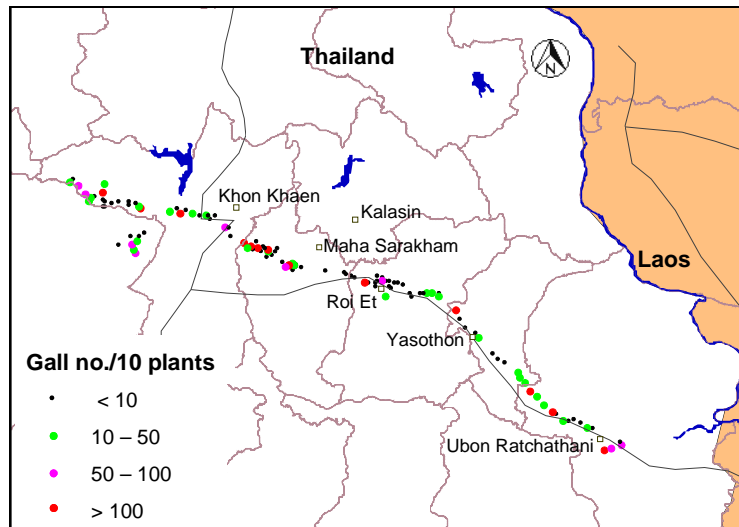 Thailand
N
Khon Khaen
Kalasin
Maha Sarakham
Laos
Roi Et
Yasothon
Gall no./10 plants
< 10
10 – 50
Ubon Ratchathani
50 – 100
> 100